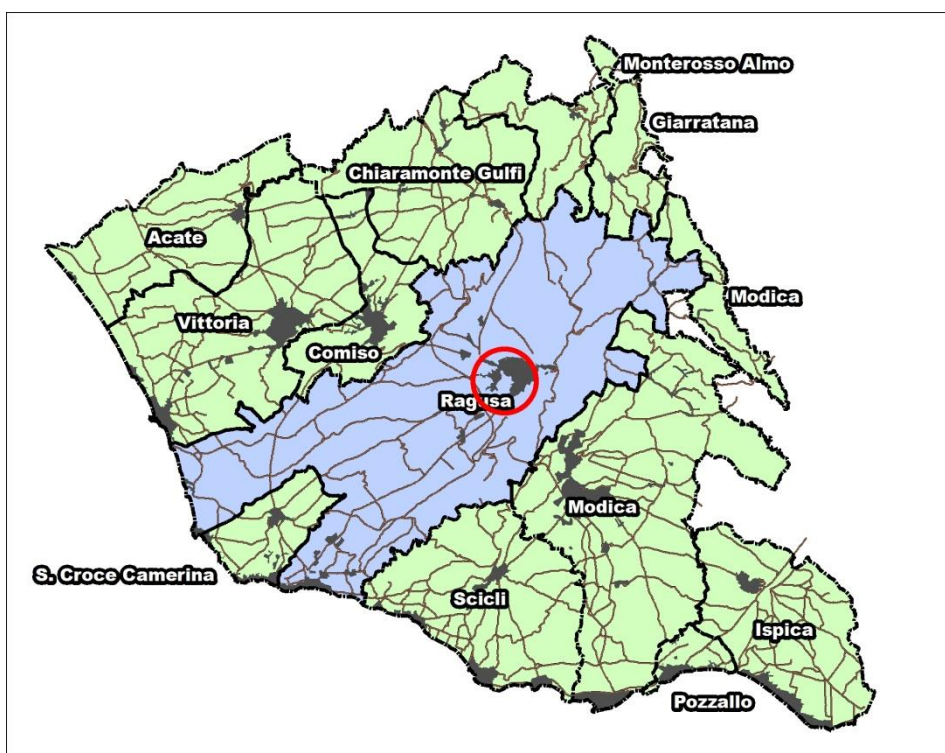 Monterosso Almo
Giarratana
Chiaramonte Gulfi
Acate
Modica
Vittoria
Comiso
Ragusa
Modica
S. Croce Camerina
Scicli
Ispica
Pozzallo